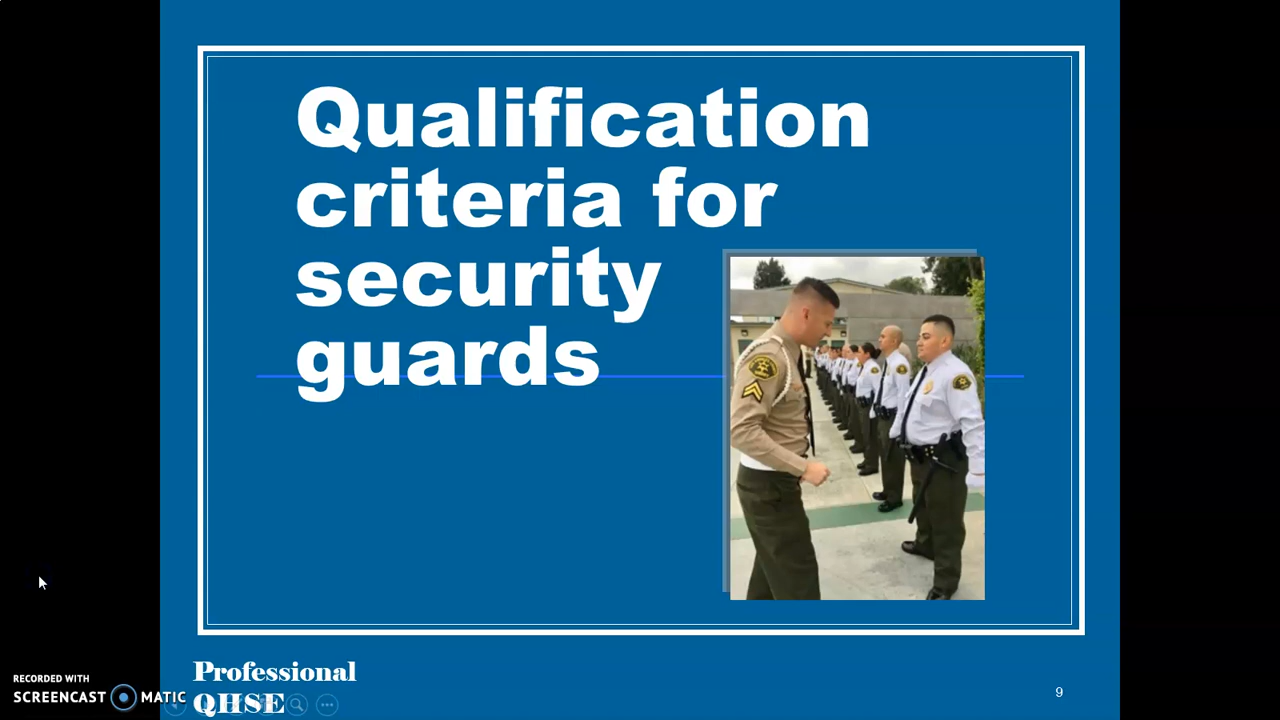 Qualification
criteria for
security
guards
Professional
QHSE
9
RECORDED WITH
SCREENCAST MATIC